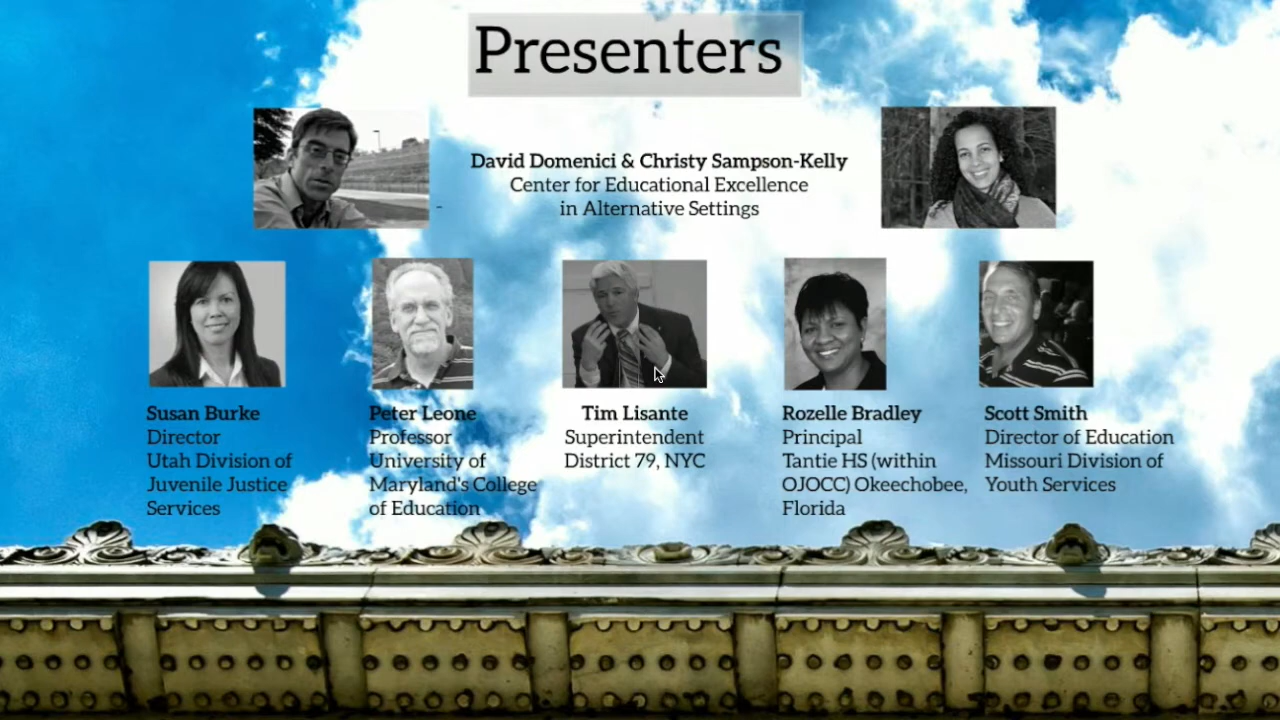 Presenters
David Domenici & Christy Sampson-Kelly
Center for Educational Excellence
in Alternative Settings
Susan Burke
Director
Utah Division of
Juvenile Justice
Services
Peter Leone
Professor
University of
Maryland's College
of Education
Tim Lisante
Superintendent
District 79, NYC
Rozelle Bradley
Principal
Tantie HS (within
OJOCC) Okeechobee,
Florida
Scott Smith
Director of Education
Missouri Division of
Youth Services